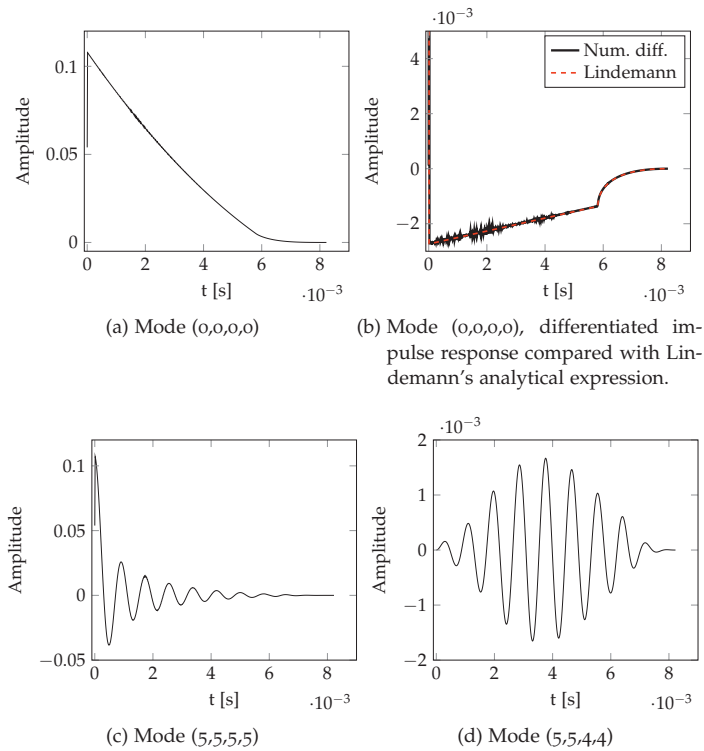 0.1
0.05
0
Amplitude
0 2 4 6 8
t [s]
·10−3
(a) Mode (0,0,0,0)
·10−3
4
2
0
−2
Amplitude
Num. diff.
Lindemann
0 2 4 6 8
t [s]
·10−3
(b) Mode (0,0,0,0), differentiated im-
pulse response compared with Lin-
demann's analytical expression.
0.1
0.05
0
−0.05
Amplitude
0 2 4 6 8
t [s]
·10−3
(c) Mode (5,5,5,5)
·10−3
2
1
0
−1
−2
Amplitude
0 2 4 6 8
t [s]
·10−3
(d) Mode (5,5,4,4)